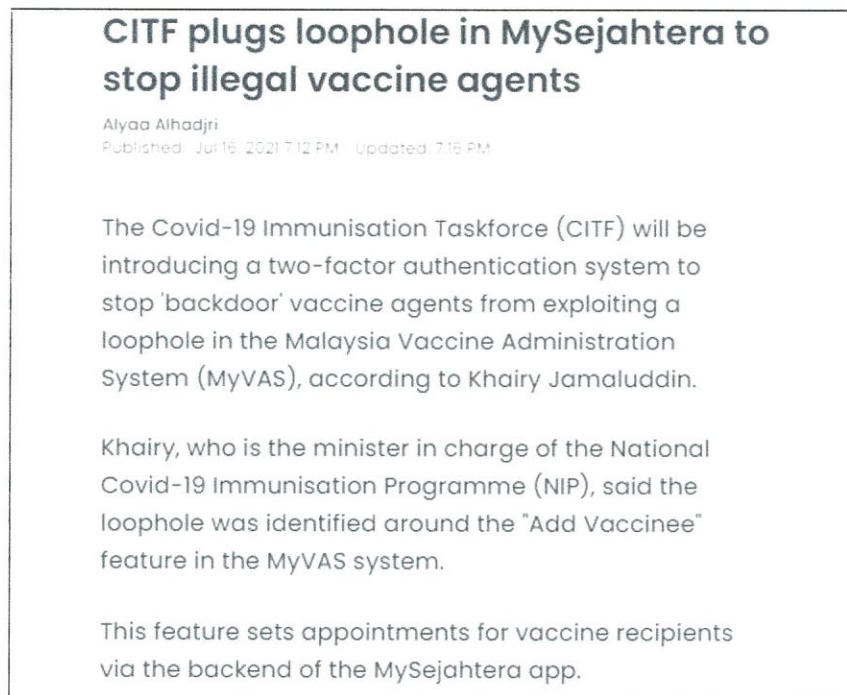 CITF plugs loophole in MySejahtera to
stop illegal vaccine agents
Alyaa Alhadjri
Published: Jul 16, 2021 7:12 PM · Updated: 7:16 PM
The Covid-19 Immunisation Taskforce (CITF) will be
introducing a two-factor authentication system to
stop 'backdoor' vaccine agents from exploiting a
loophole in the Malaysia Vaccine Administration
System (MyVAS), according to Khairy Jamaluddin.
Khairy, who is the minister in charge of the National
Covid-19 Immunisation Programme (NIP), said the
loophole was identified around the "Add Vaccinee"
feature in the MyVAS system.
This feature sets appointments for vaccine recipients
via the backend of the MySejahtera app.